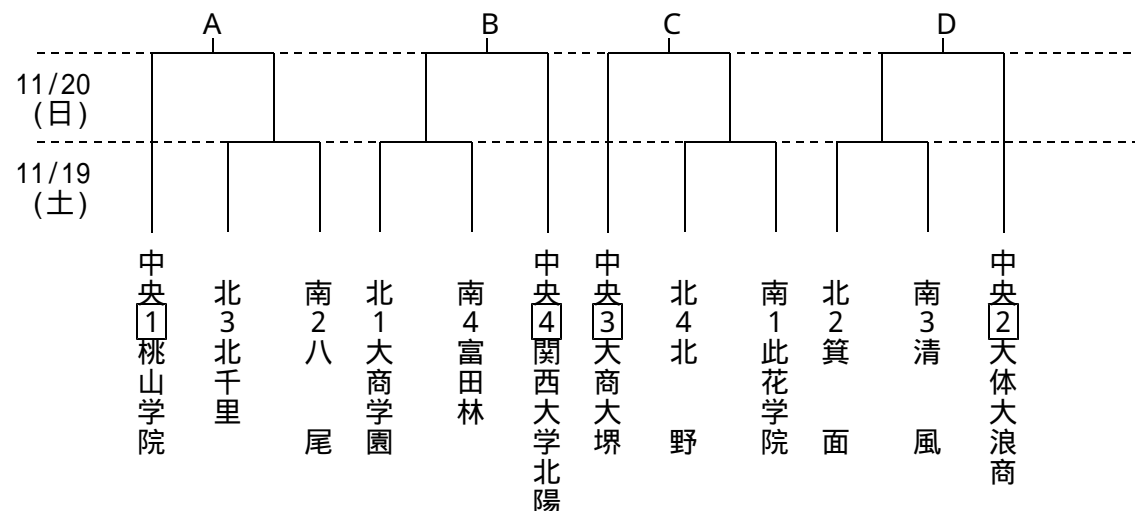 A
B
C
D
11/20
(日)
11/19
(土)
中央1桃山学院
北3北千里
南2八 尾
北1大商学園
南4富田林
中央4関西大学北陽
中央3大商大堺
北4北 野
南1此花学院
北2箕 面
南3清 風
中央2大体大浪商